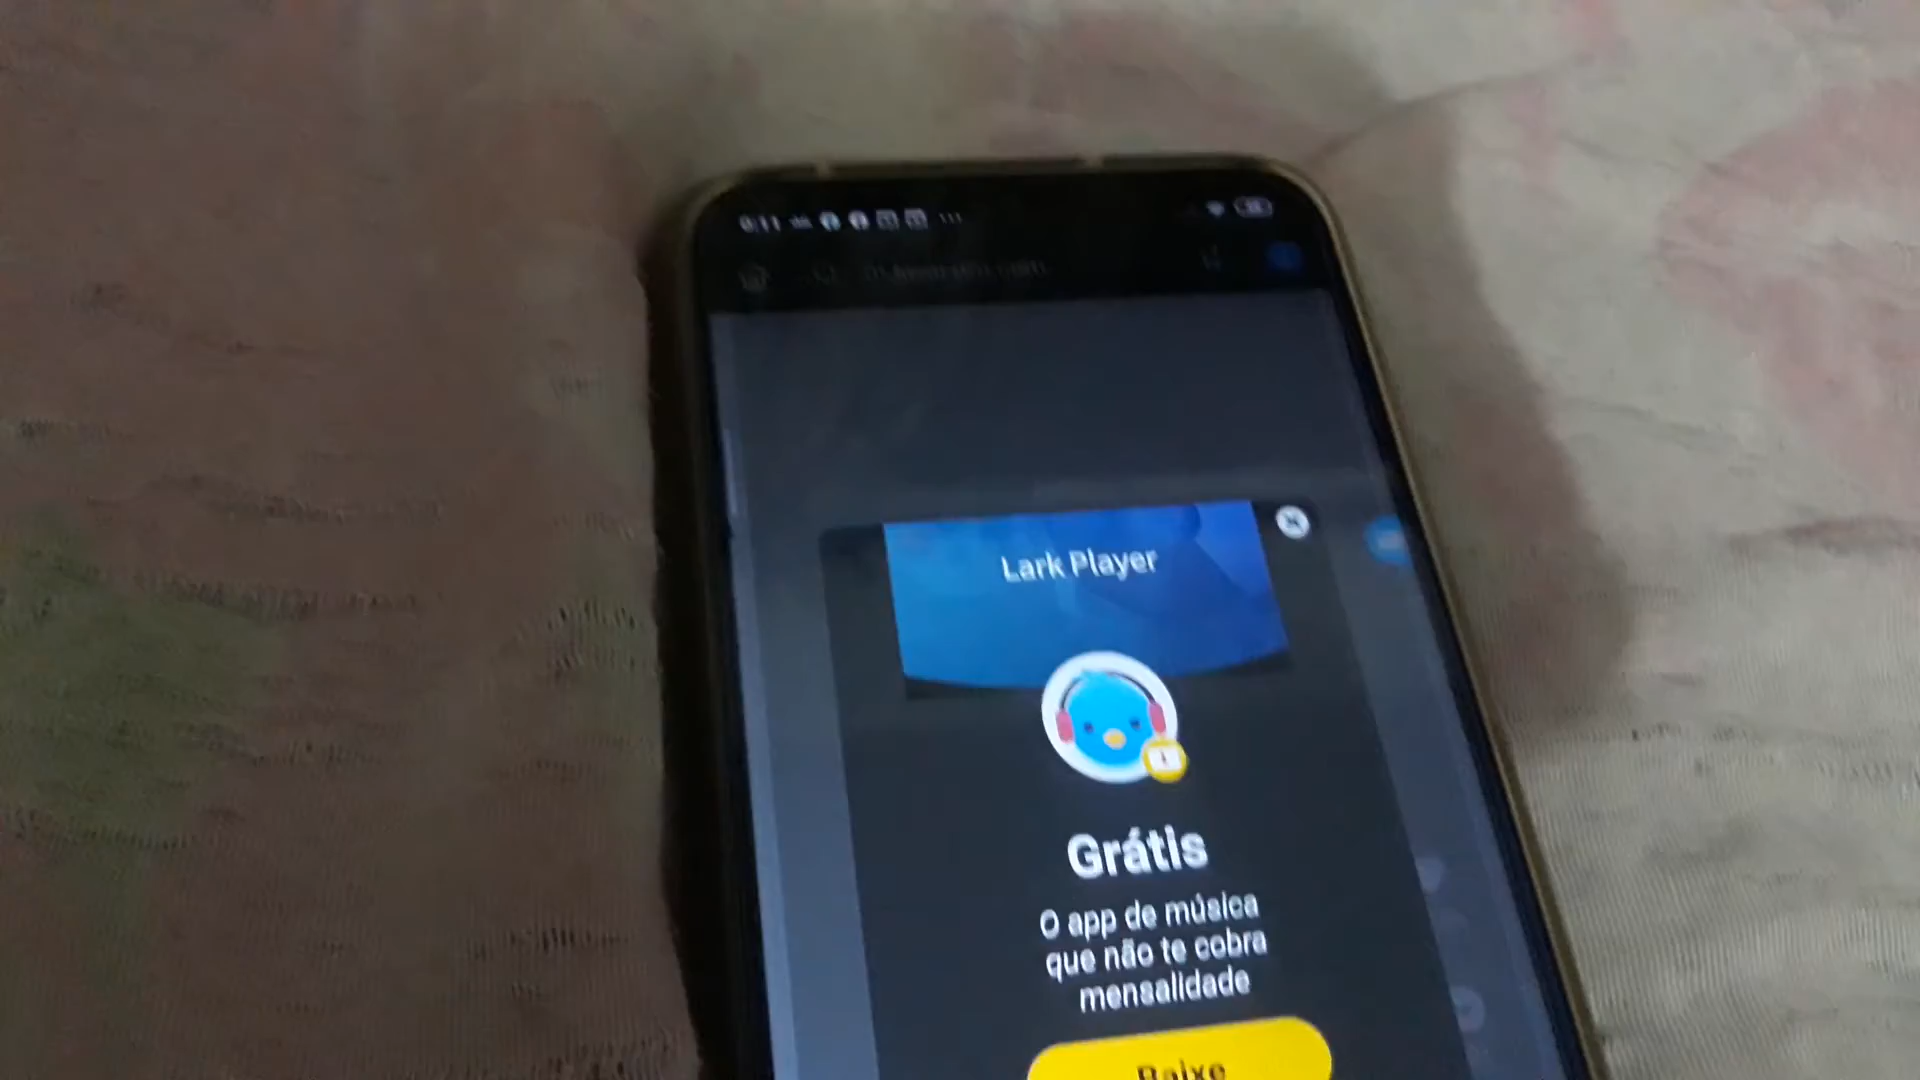 Lark Player
Grátis
O app de música
que não te cobra
mensalidade
Baixe